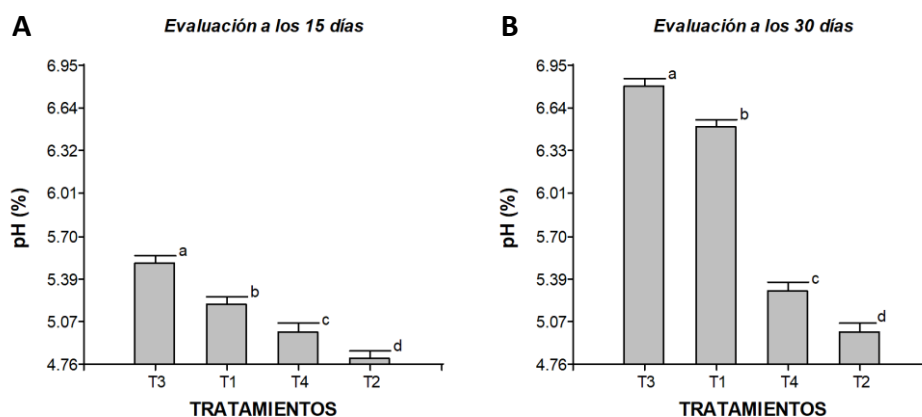 A
Evaluación a los 15 días
pH (%)
6.95
6.64
6.32
6.01
5.70
5.39
5.07
4.76
a
b
c
d
T3 T1 T4 T2
TRATAMIENTOS
B
Evaluación a los 30 días
pH (%)
6.95
6.64
6.33
6.01
5.70
5.39
5.07
4.76
a
b
c
d
T3 T1 T4 T2
TRATAMIENTOS